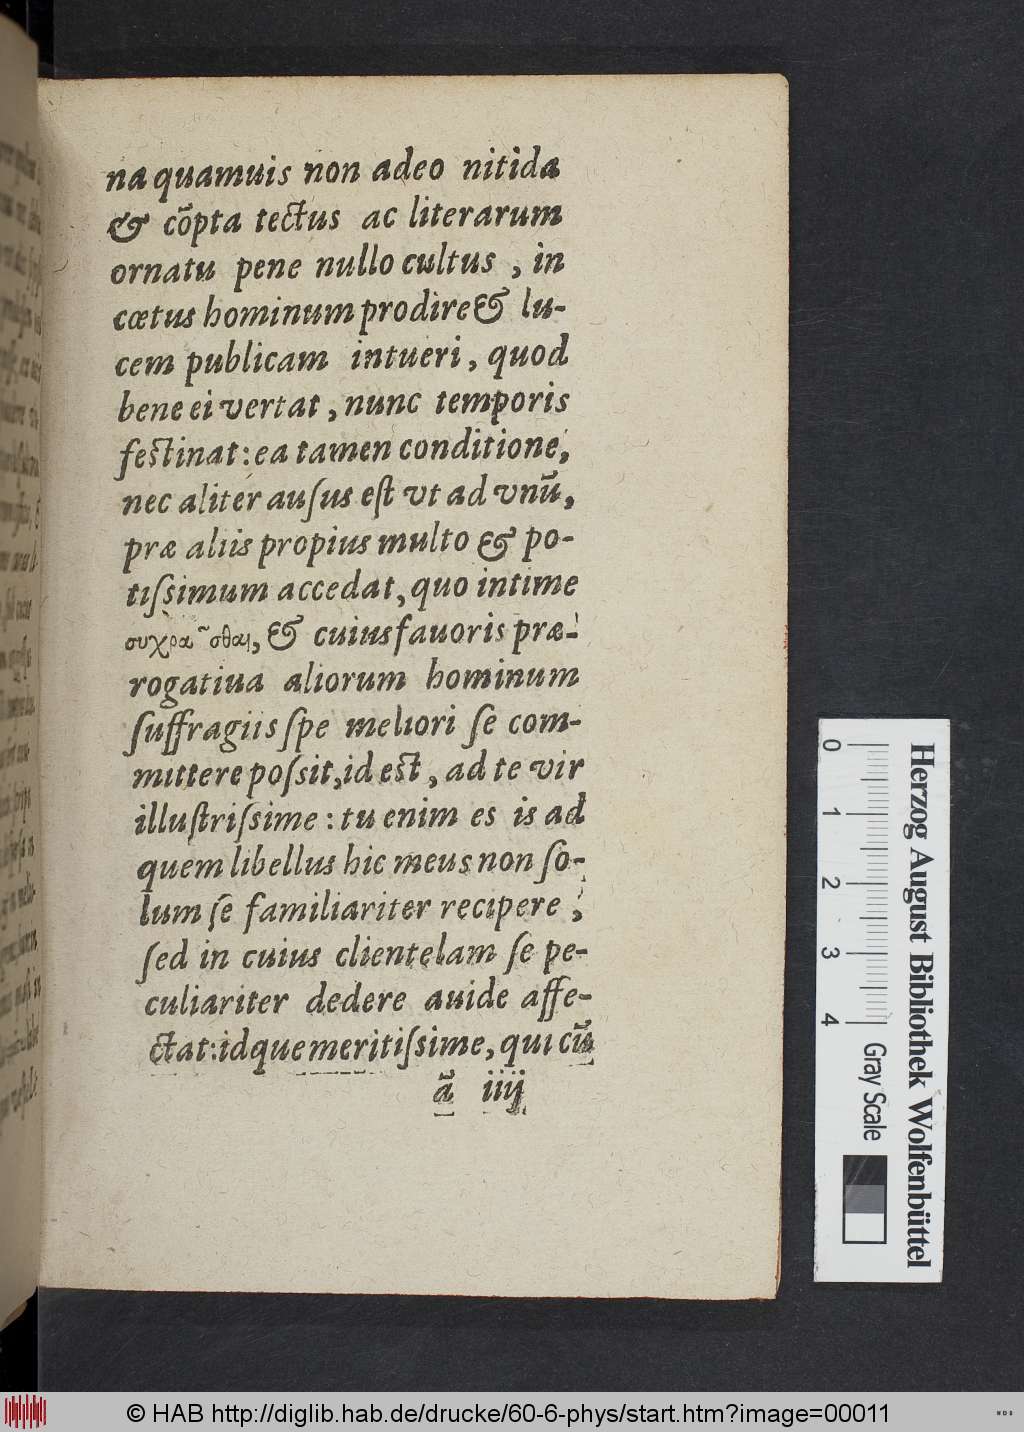 na quamuis non adeo nitida
& cõpta tectus ac literarum
ornatu pene nullo cultus, in
cœtus hominum prodire & lu-
cem publicam intueri, quod
bene ei vertat, nunc temporis
festinat: ea tamen conditione,
nec aliter auſus eſt vt ad vnũ,
præ aliis propius multo & po-
tiſsimum accedat, quo intime
συχρα῀σθαι, & cuius fauoris præ-
rogatiua aliorum hominum
ſuffragiis ſpe meliori ſe com-
mittere poſsit, id est, ad te vir
illuſtriſsime: tu enim es is ad
quem libellus hic meus non ſo-
lum ſe familiariter recipere,
ſed in cuius clientelam ſe pe-
culiariter dedere auide affe-
ctat: idque meritiſsime, qui cũ
ã iiij
Herzog August Bibliothek Wolfenbüttel
0 1 2 3 4 Gray Scale
© HAB http://diglib.hab.de/drucke/60-6-phys/start.htm?image=00011